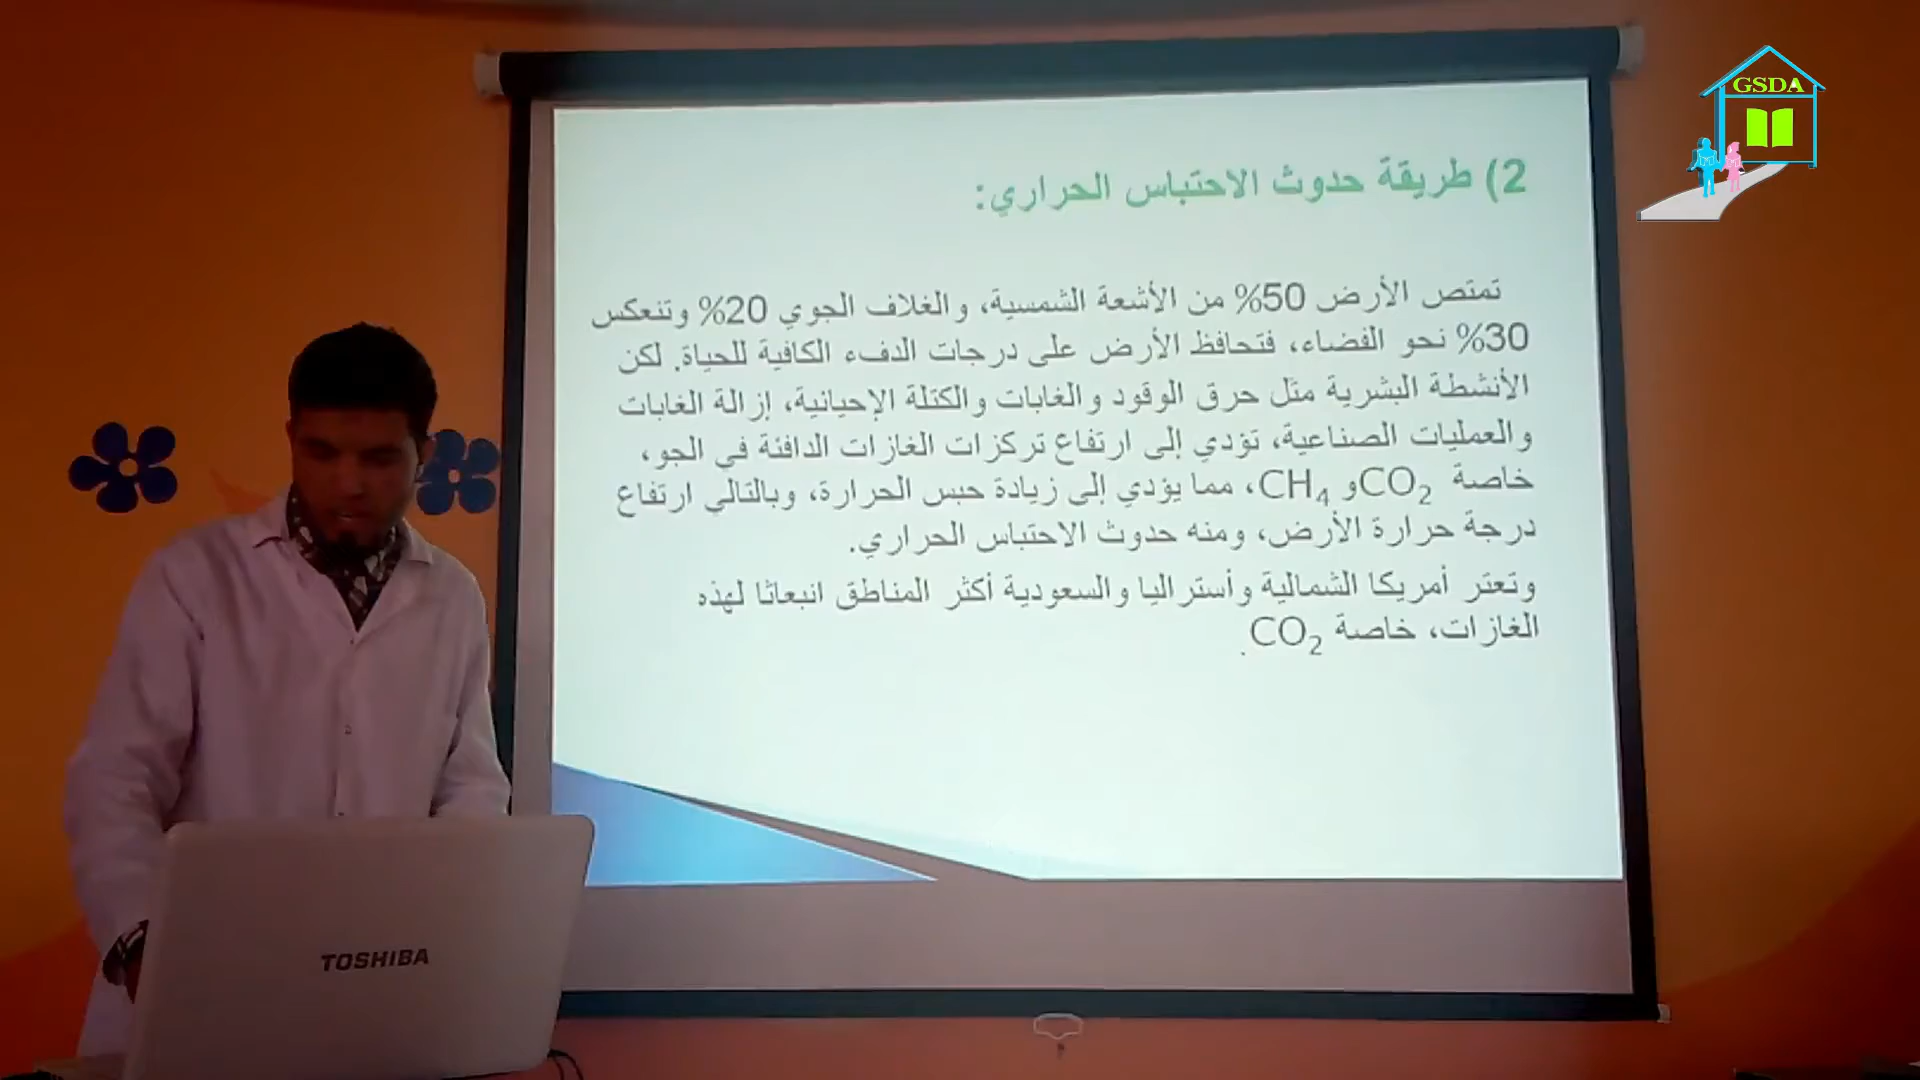 GSDA
2) طريقة حدوث الاحتباس الحراري:
تمتص الأرض 50% من الأشعة الشمسية، والغلاف الجوي 20% وتنعكس
30% نحو الفضاء، فتحافظ الأرض على درجات الدفء الكافية للحياة. لكن
الأنشطة البشرية مثل حرق الوقود والغابات والكتلة الإحيائية، إزالة الغابات
والعمليات الصناعية، تؤدي إلى ارتفاع تركزات الغازات الدافئة في الجو،
خاصة CO₂ و CH₄، مما يؤدي إلى زيادة حبس الحرارة، وبالتالي ارتفاع
درجة حرارة الأرض، ومنه حدوث الاحتباس الحراري.
وتعتر أمريكا الشمالية وأستراليا والسعودية أكثر المناطق انبعاثا لهذه
الغازات، خاصة CO₂.
TOSHIBA